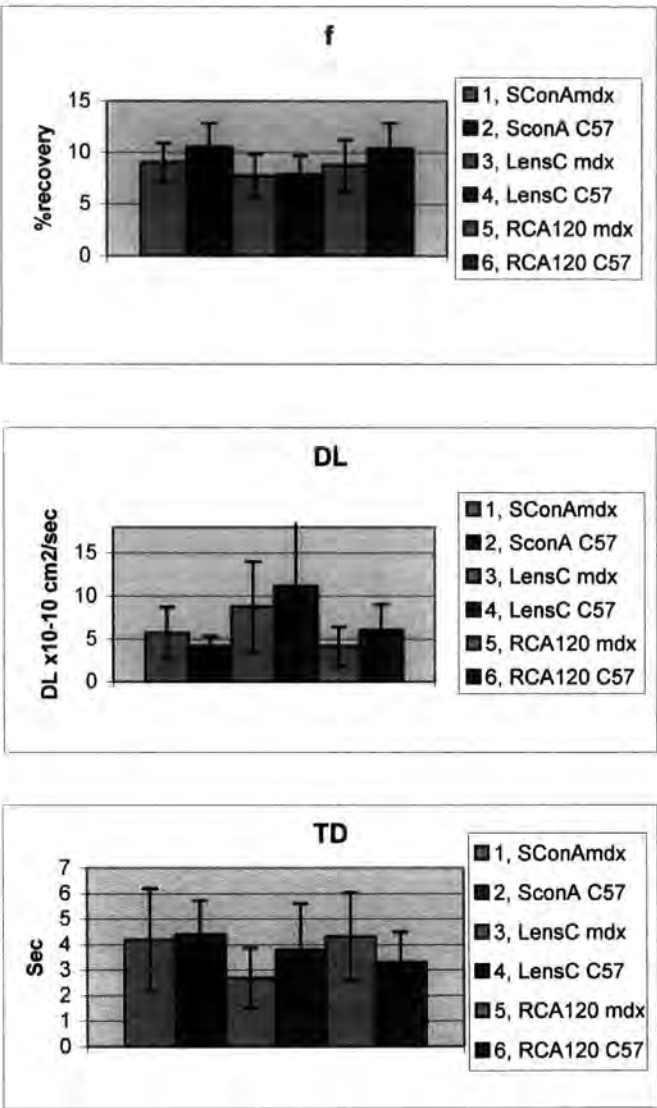 f
%recovery
15
10
5
0
1, SConAmdx
2, SconA C57
3, LensC mdx
4, LensC C57
5, RCA120 mdx
6, RCA120 C57
DL
DL x10-10 cm2/sec
15
10
5
0
1, SConAmdx
2, SconA C57
3, LensC mdx
4, LensC C57
5, RCA120 mdx
6, RCA120 C57
TD
Sec
7
6
5
4
3
2
1
0
1, SConAmdx
2, SconA C57
3, LensC mdx
4, LensC C57
5, RCA120 mdx
6, RCA120 C57